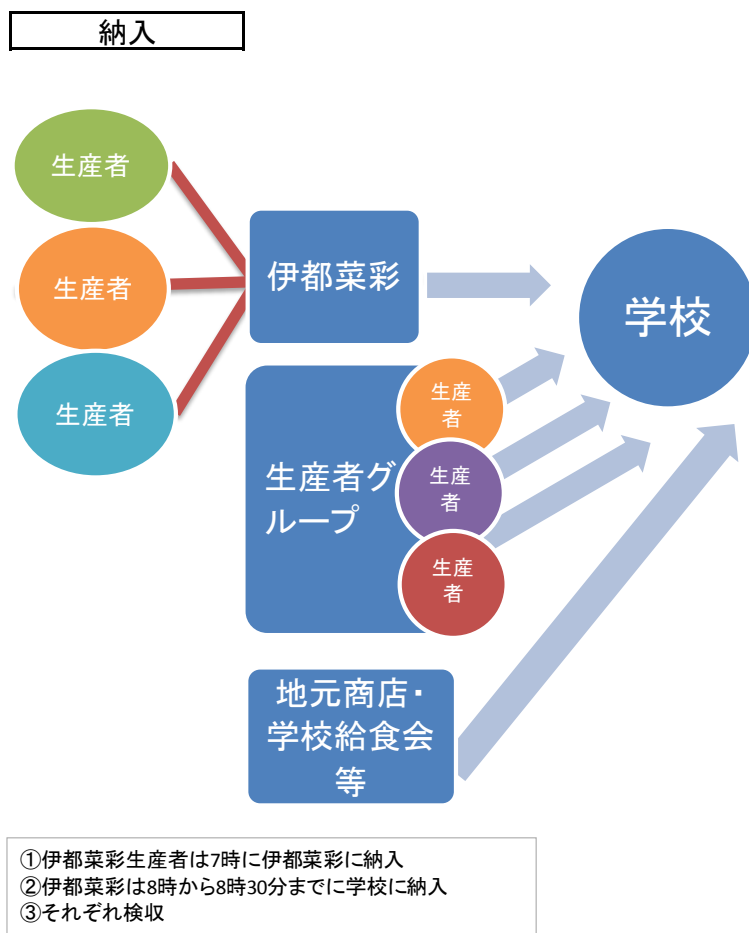 納入
生産者
生産者
生産者
伊都菜彩
学校
生産者グ
ループ
生産
者
生産
者
生産
者
地元商店・
学校給食会
等
①伊都菜彩生産者は7時に伊都菜彩に納入
②伊都菜彩は8時から8時30分までに学校に納入
③それぞれ検収